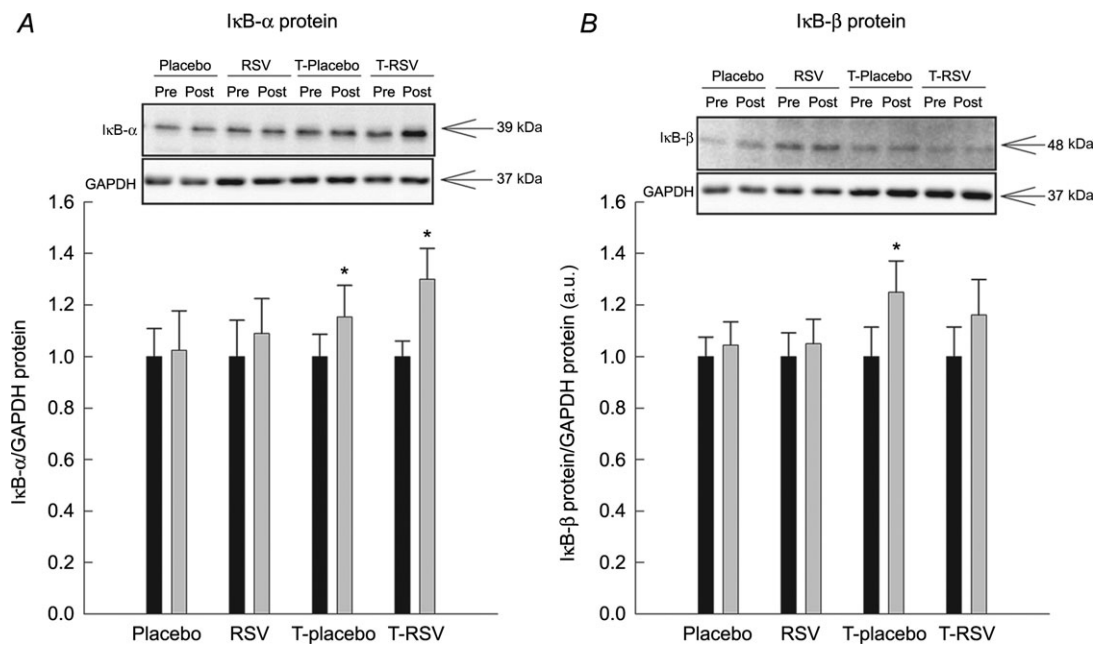 A
IκB-α protein
Placebo RSV T-Placebo T-RSV
Pre Post Pre Post Pre Post Pre Post
IκB-α
39 kDa
GAPDH
37 kDa
IκB-α/GAPDH protein
1.6
1.4
1.2
1.0
0.8
0.6
0.4
0.2
0.0
*
*
Placebo RSV T-placebo T-RSV
B
IκB-β protein
Placebo RSV T-Placebo T-RSV
Pre Post Pre Post Pre Post Pre Post
IκB-β
48 kDa
GAPDH
37 kDa
IκB-β protein/GAPDH protein (a.u.)
1.6
1.4
1.2
1.0
0.8
0.6
0.4
0.2
0.0
*
Placebo RSV T-placebo T-RSV